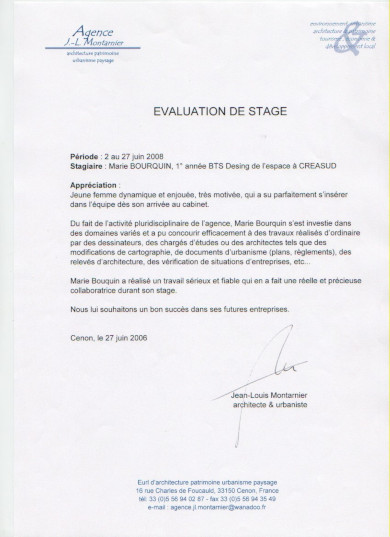 Agence
J.-L. Montarnier
architecture patrimoine
urbanisme paysage
architecture & patrimoine
&
EVALUATION DE STAGE
Période : 2 au 27 juin 2008
Stagiaire : Marie BOURQUIN, 1° année BTS Desing de l'espace à CREASUD
Appréciation :
Jeune femme dynamique et enjouée, très motivée, qui a su parfaitement s'insérer
dans l'équipe dès son arrivée au cabinet.
Du fait de l'activité pluridisciplinaire de l'agence, Marie Bourquin s'est investie dans
des domaines variés et a pu concourir efficacement à des travaux réalisés d'ordinaire
par des dessinateurs, des chargés d'études ou des architectes tels que des
modifications de cartographie, de documents d'urbanisme (plans, règlements), des
relevés d'architecture, des vérification de situations d'entreprises, etc...
Marie Bouquin a réalisé un travail sérieux et fiable qui en a fait une réelle et précieuse
collaboratrice durant son stage.
Nous lui souhaitons un bon succès dans ses futures entreprises.
Cenon, le 27 juin 2006
Jean-Louis Montarnier
architecte & urbaniste
Eurl d'architecture patrimoine urbanisme paysage
16 rue Charles de Foucauld, 33150 Cenon, France
tél: 33 (0)5 56 94 02 87 - fax 33 (0)5 56 94 35 49
e-mail : agence.jl.montarnier@wanadoo.fr